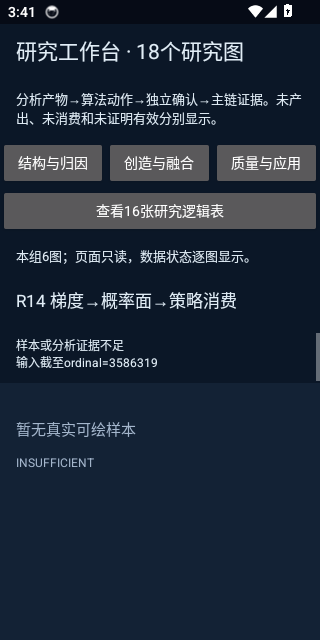 3:41
研究工作台 · 18个研究图
分析产物→算法动作→独立确认→主链证据。未产
出、未消费和未证明有效分别显示。
结构与归因
创造与融合
质量与应用
查看16张研究逻辑表
本组6图；页面只读，数据状态逐图显示。
R14 梯度→概率面→策略消费
样本或分析证据不足
输入截至ordinal=3586319
暂无真实可绘样本
INSUFFICIENT